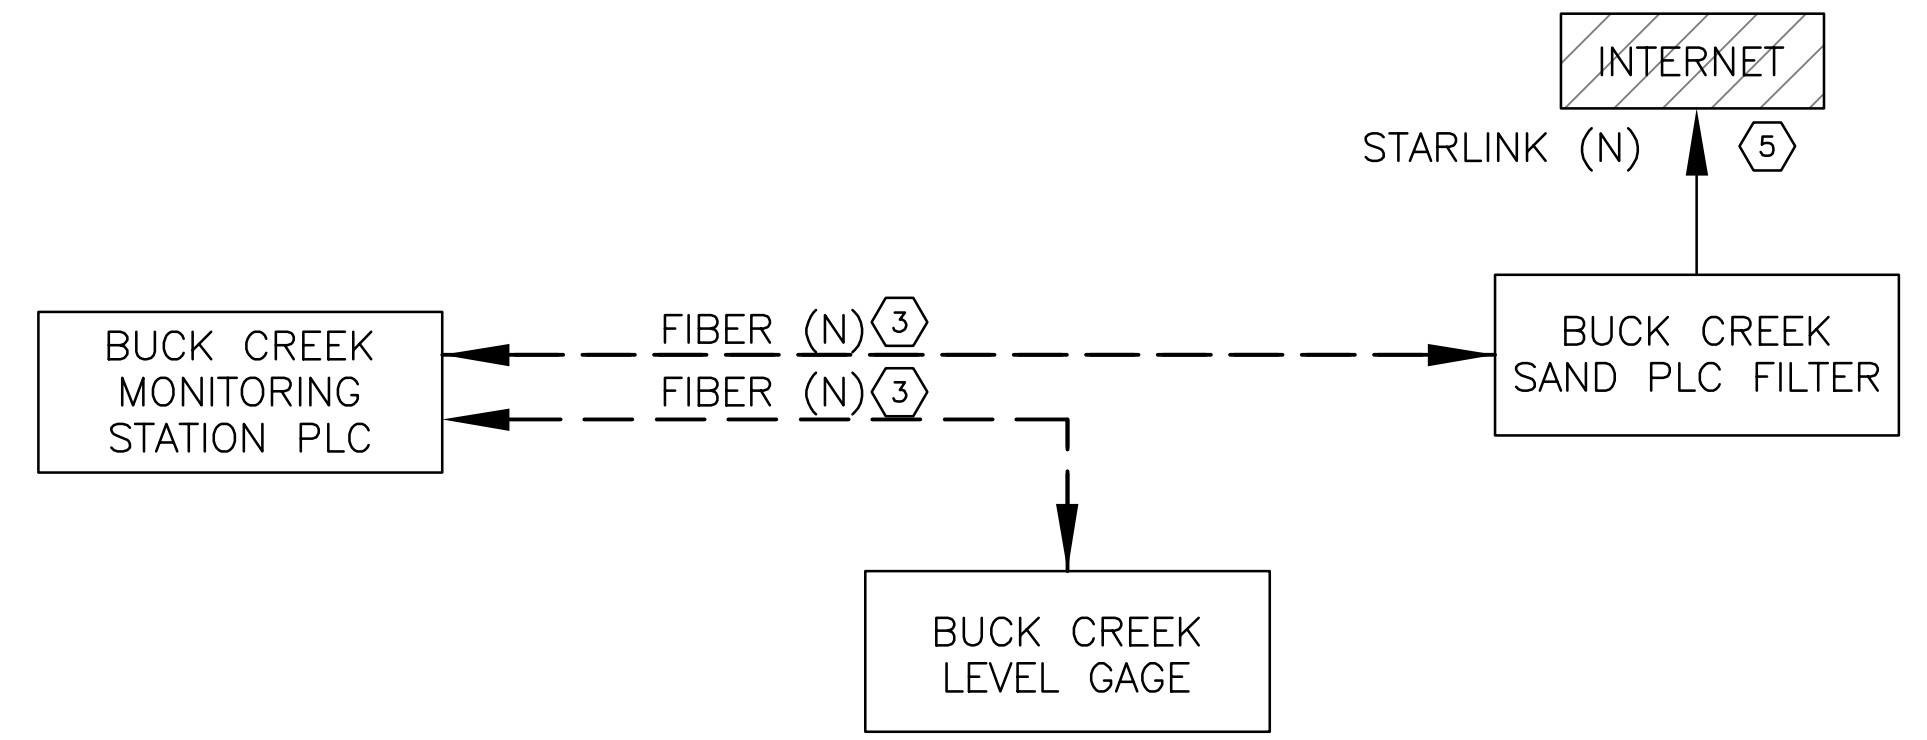 INTERNET
STARLINK (N) 5
FIBER (N) 3
FIBER (N) 3
BUCK CREEK
MONITORING
STATION PLC
BUCK CREEK
SAND PLC FILTER
BUCK CREEK
LEVEL GAGE